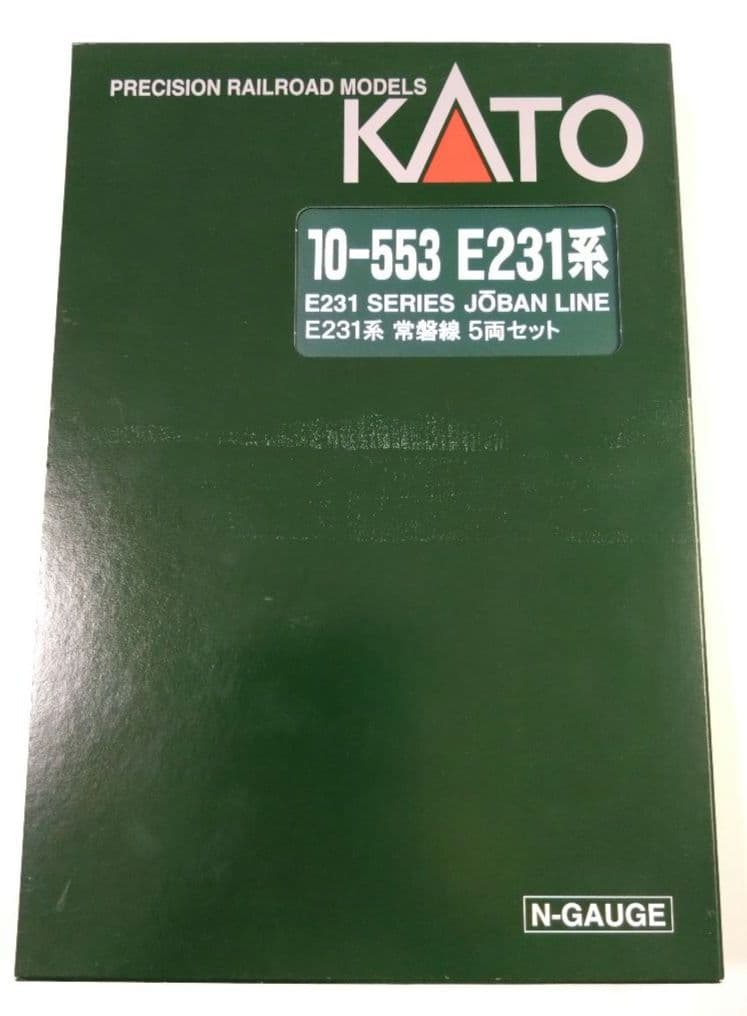 PRECISION RAILROAD MODELS
KATO
10-553 E231系
E231 SERIES JŌBAN LINE
E231系 常磐線 5両セット
N-GAUGE